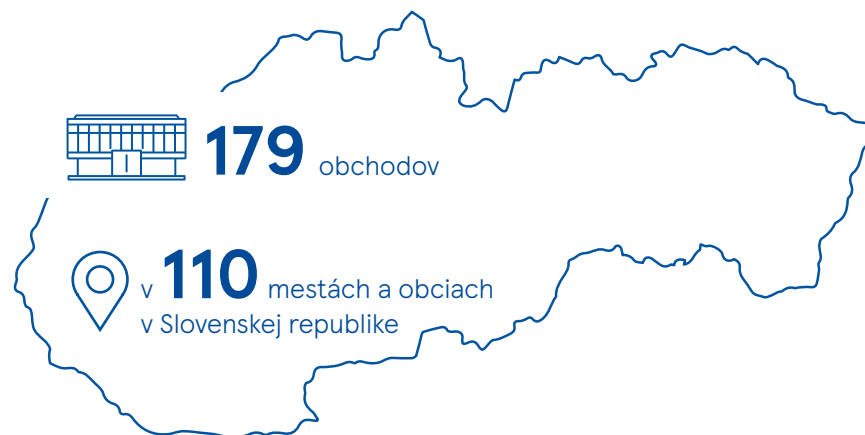 179 obchodov
v 110 mestách a obciach
v Slovenskej republike